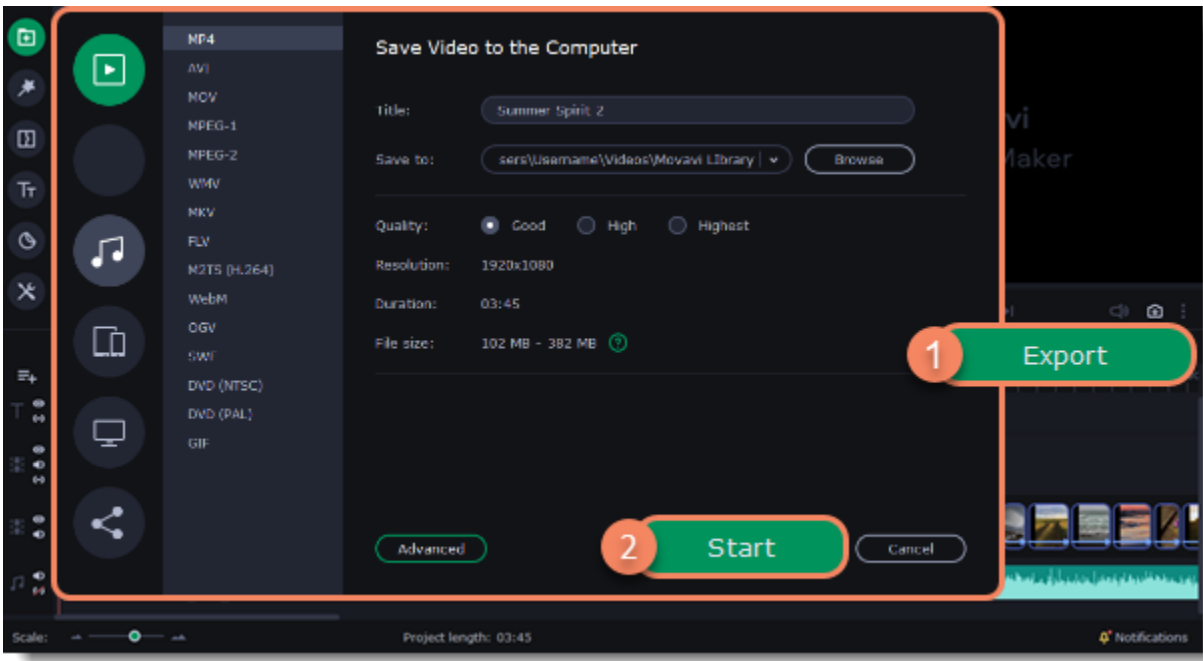 MP4
AVI
MOV
MPEG-1
MPEG-2
WMV
MKV
FLV
M2TS (H.264)
WebM
OGV
SWF
DVD (NTSC)
DVD (PAL)
GIF
Save Video to the Computer
Title: Summer Spirit 2
Save to: sers\Username\Videos\Movavi LIbrary Browse
Quality: Good High Highest
Resolution: 1920x1080
Duration: 03:45
File size: 102 MB - 382 MB ?
Advanced
2 Start
Cancel
vi
Maker
1 Export
Tт
T
Scale:
Project length: 03:45
Notifications